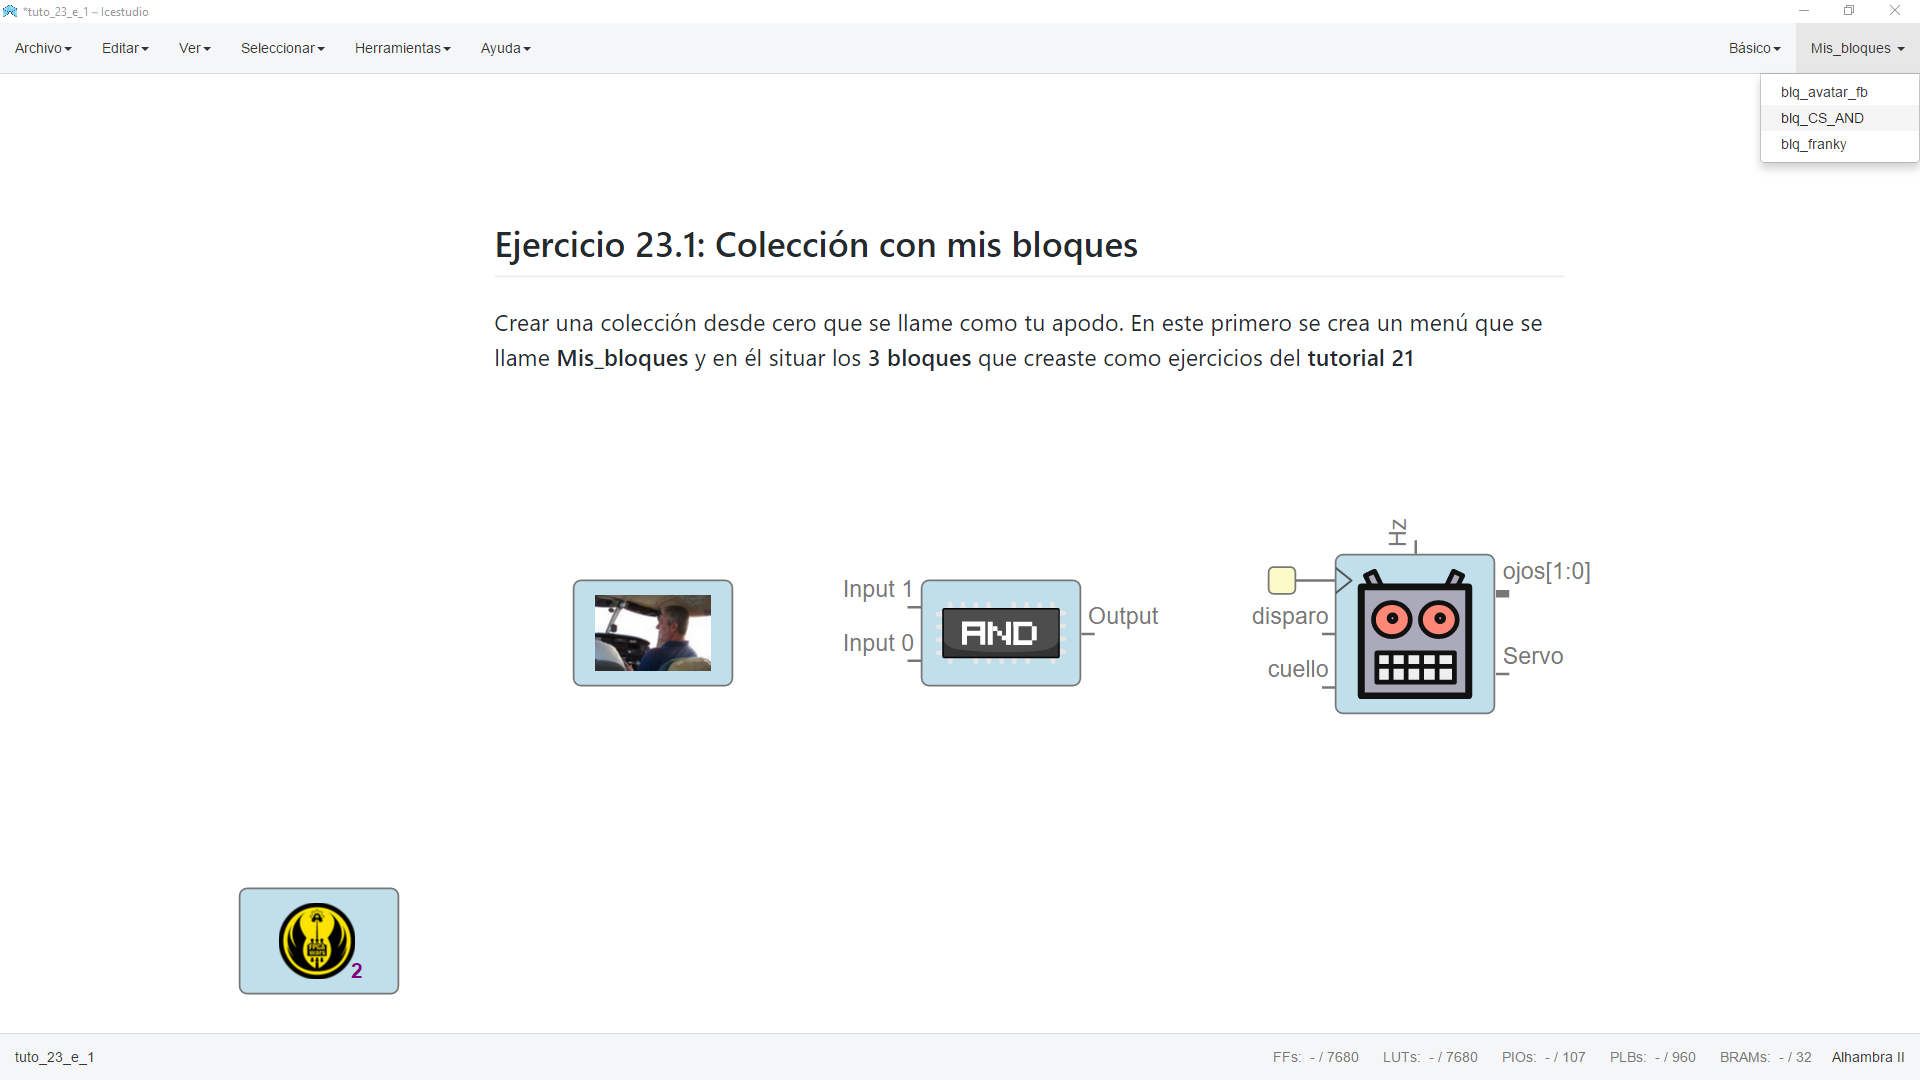 *tuto_23_e_1 – Icestudio
Archivo Editar Ver Seleccionar Herramientas Ayuda Básico Mis_bloques
blq_avatar_fb
blq_CS_AND
blq_franky
Ejercicio 23.1: Colección con mis bloques
Crear una colección desde cero que se llame como tu apodo. En este primero se crea un menú que se
llame Mis_bloques y en él situar los 3 bloques que creaste como ejercicios del tutorial 21
Input 1
Input 0
AND
Output
Hz
disparo
cuello
ojos[1:0]
Servo
2
tuto_23_e_1
FFs: - / 7680 LUTs: - / 7680 PIOs: - / 107 PLBs: - / 960 BRAMs: - / 32 Alhambra II